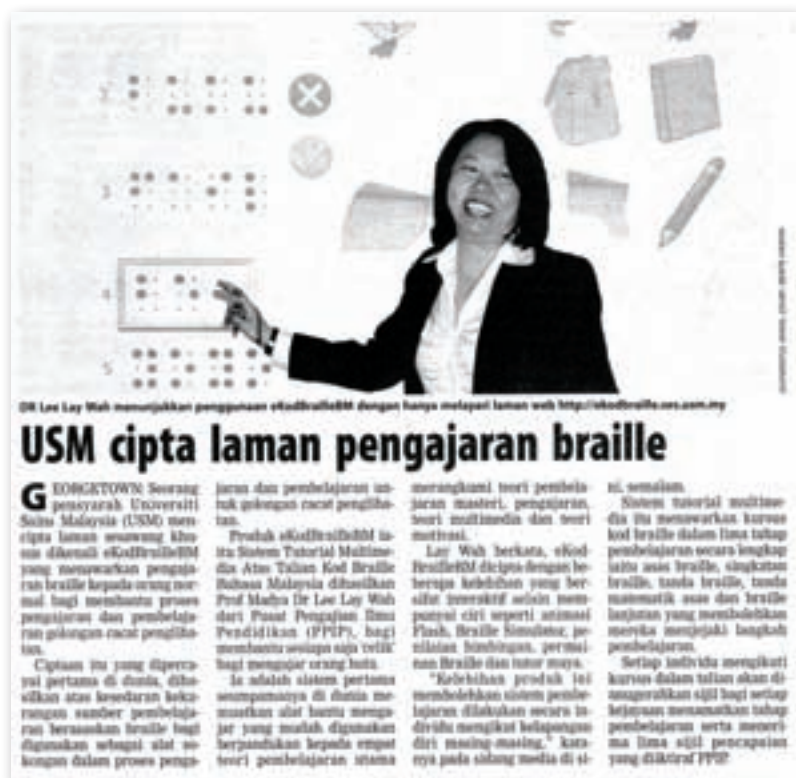 2
3
4
5
DR Lee Lay Wah menunjukkan penggunaan eKodBrailleBM dengan hanya melayari laman web http://ekodbraille.ses.usm.my
USM cipta laman pengajaran braille
GEORGETOWN: Seorang
pensyarah Universiti
Sains Malaysia (USM) men-
cipta laman sesawang khu-
sus dikenali eKodBrailleBM
yang menawarkan pengaja-
ran braille kepada orang nor-
mal bagi membantu proses
pengajaran dan pembelaja-
ran golongan cacat pengliha-
tan.
Ciptaan itu yang diperca-
yai pertama di dunia, diha-
silkan atas kesedaran keku-
rangan sumber pembelaja-
ran berasaskan braille bagi
digunakan sebagai alat so-
kongan dalam proses penga-
jaran dan pembelajaran un-
tuk golongan cacat pengliha-
tan.
Produk eKodBrailleBM ia-
itu Sistem Tutorial Multime-
dia Atas Talian Kod Braille
Bahasa Malaysia dihasilkan
Prof Madya Dr Lee Lay Wah
dari Pusat Pengajian Ilmu
Pendidikan (PPIP), bagi
membantu sesiapa saja celik
bagi mengajar orang buta.
Ia adalah sistem pertama
seumpamanya di dunia me-
muatkan alat bantu menga-
jar yang mudah digunakan
berpandukan kepada empat
teori pembelajaran utama
merangkumi teori pembela-
jaran masteri, pengajaran,
teori multimedia dan teori
motivasi.
Lay Wah berkata, eKod-
BrailleBM dicipta dengan be-
berapa kelebihan yang ber-
sifat interaktif selain mem-
punyai ciri seperti animasi
Flash, Braille Simulator, pe-
nilaian bimbingan, permai-
nan Braille dan tutor maya.
"Kelebihan produk ini
membolehkan sistem pembe-
lajaran dilakukan secara in-
dividu mengikut kelapangan
diri masing-masing," kata-
nya pada sidang media di si-
ni, semalam.
Sistem tutorial multime-
dia itu menawarkan kursus
kod braille dalam lima tahap
pembelajaran secara lengkap
iaitu asas braille, singkatan
braille, tanda braille, tanda
matematik asas dan braille
lanjutan yang membolehkan
mereka menjejaki langkah
pembelajaran.
Setiap individu mengikuti
kursus dalam talian akan di-
anugerahkan sijil bagi setiap
kejayaan menamatkan tahap
pembelajaran serta meneri-
ma lima sijil pencapaian
yang diiktiraf PPIP.